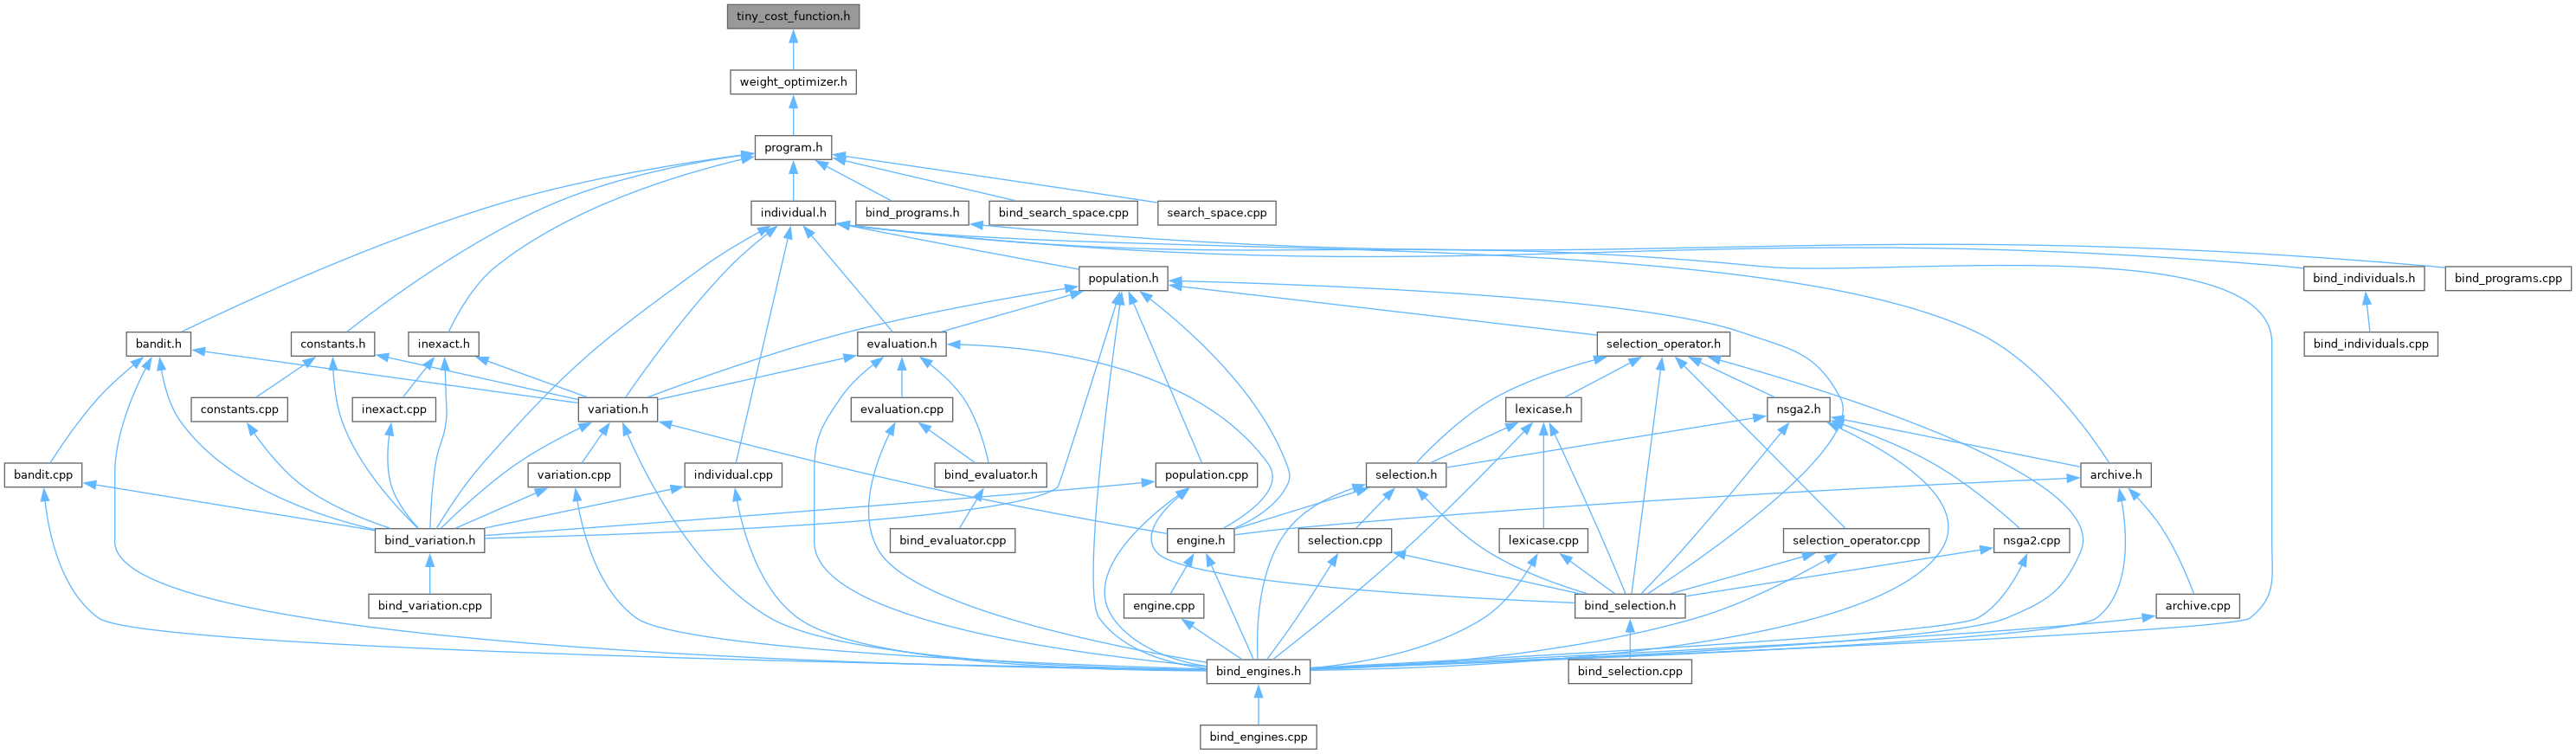 tiny_cost_function.h
weight_optimizer.h
program.h
individual.h
bind_programs.h
bind_search_space.cpp
search_space.cpp
population.h
bind_individuals.h
bind_programs.cpp
bandit.h
constants.h
inexact.h
evaluation.h
selection_operator.h
bind_individuals.cpp
constants.cpp
inexact.cpp
variation.h
evaluation.cpp
lexicase.h
nsga2.h
bandit.cpp
variation.cpp
individual.cpp
bind_evaluator.h
population.cpp
selection.h
archive.h
bind_variation.h
bind_evaluator.cpp
engine.h
selection.cpp
lexicase.cpp
selection_operator.cpp
nsga2.cpp
bind_variation.cpp
engine.cpp
bind_selection.h
archive.cpp
bind_engines.h
bind_selection.cpp
bind_engines.cpp